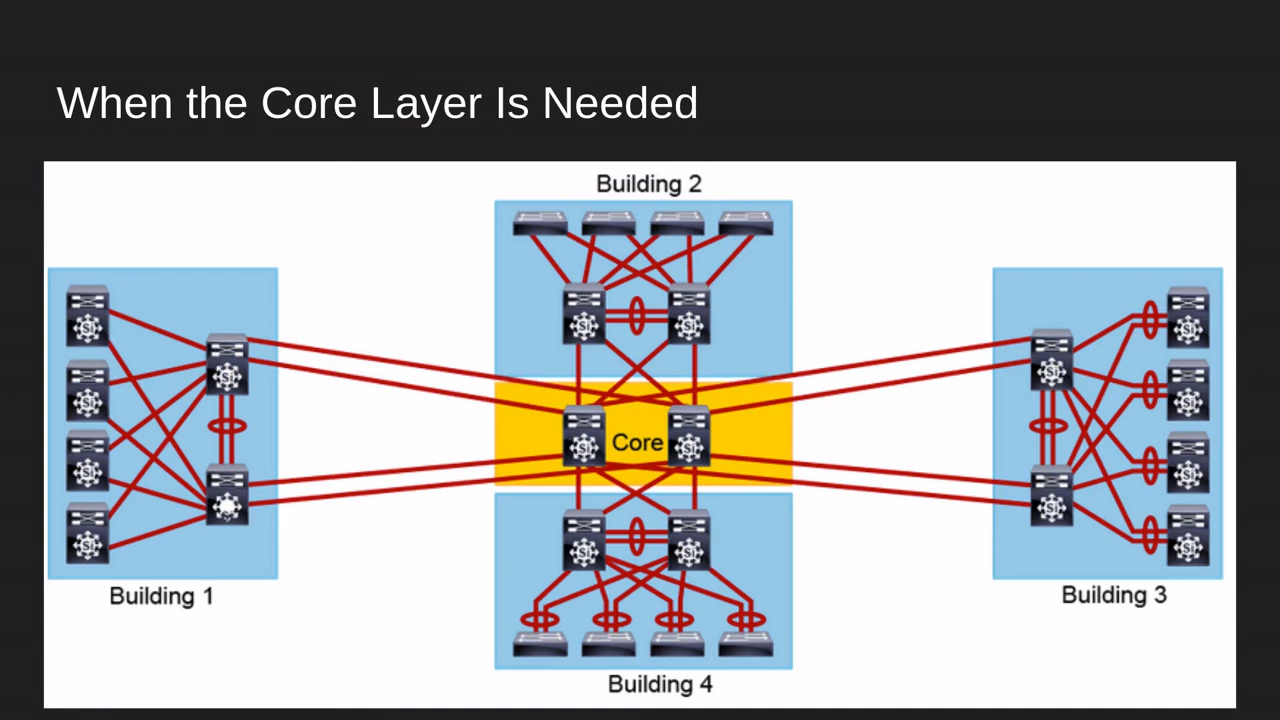 When the Core Layer Is Needed
Building 2
Core
Building 1
Building 3
Building 4